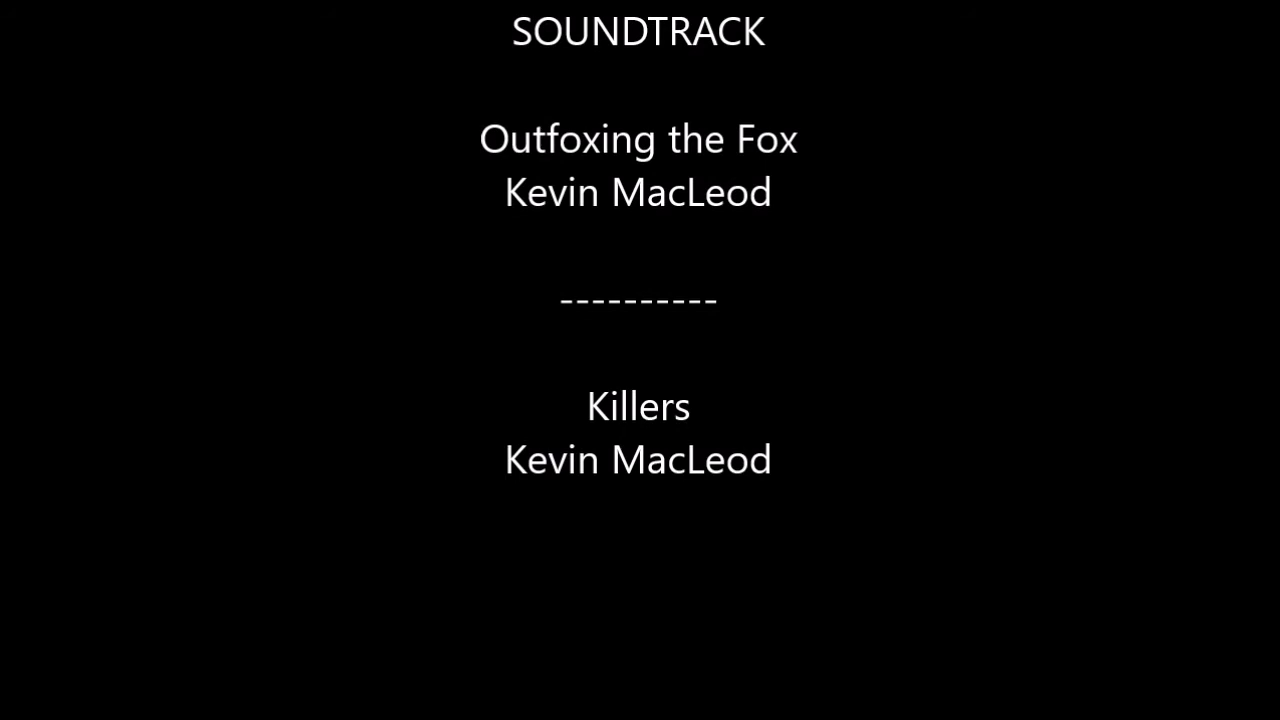 SOUNDTRACK
Outfoxing the Fox
Kevin MacLeod
----------
Killers
Kevin MacLeod